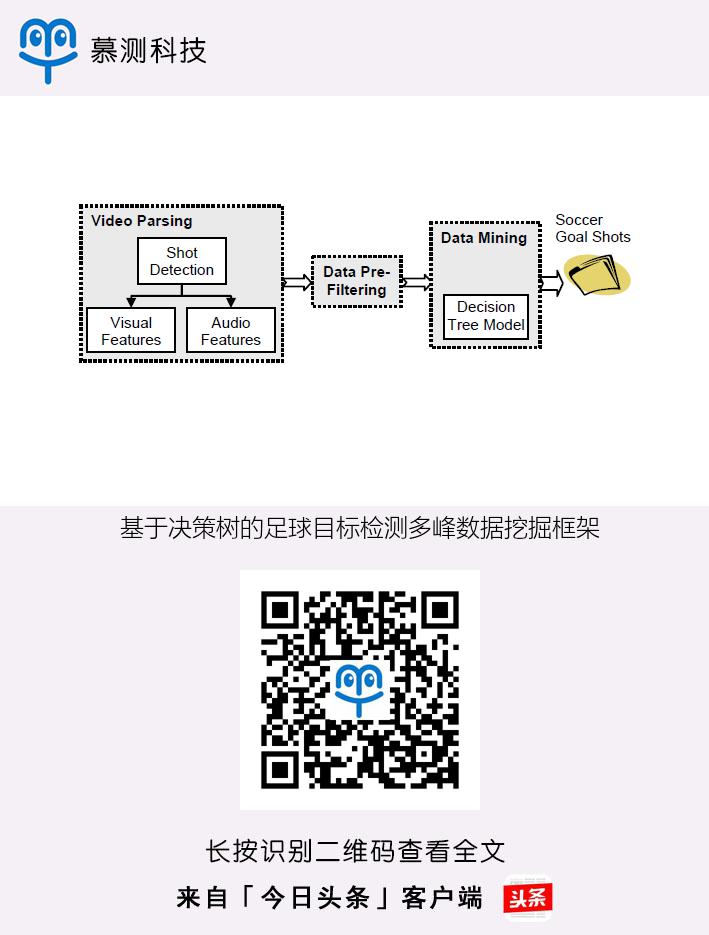 慕测科技
Video Parsing
Shot
Detection
Visual
Features
Audio
Features
Data Pre-
Filtering
Data Mining
Decision
Tree Model
Soccer
Goal Shots
基于决策树的足球目标检测多峰数据挖掘框架
长按识别二维码查看全文
来自「今日头条」客户端
头条